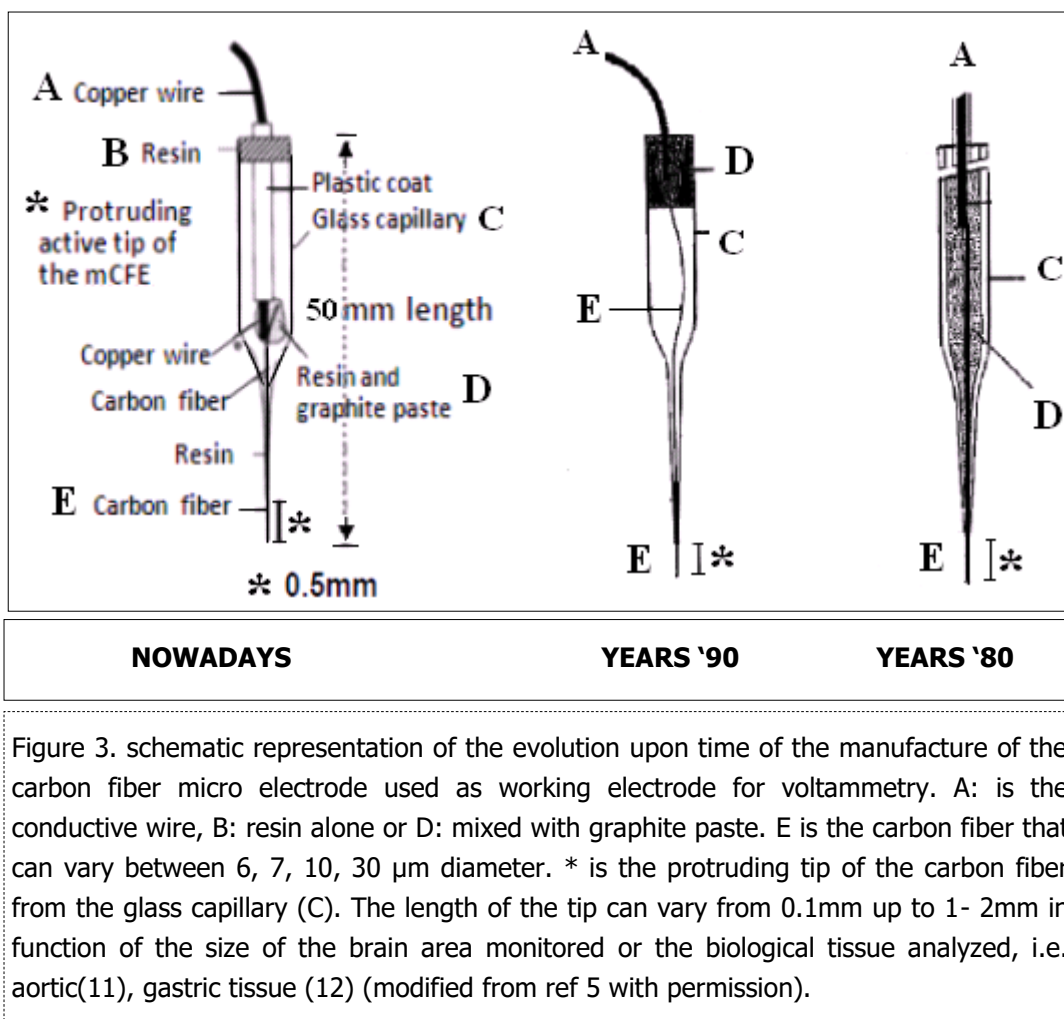 A Copper wire
B Resin
* Protruding
active tip of
the mCFE
Plastic coat
Glass capillary C
50 mm length
Copper wire
Carbon fiber
Resin and
graphite paste D
Resin
E Carbon fiber
*
* 0.5mm
A
D
C
E
E *
A
C
D
E *
NOWADAYS YEARS ‘90 YEARS ‘80
Figure 3. schematic representation of the evolution upon time of the manufacture of the
carbon fiber micro electrode used as working electrode for voltammetry. A: is the
conductive wire, B: resin alone or D: mixed with graphite paste. E is the carbon fiber that
can vary between 6, 7, 10, 30 µm diameter. * is the protruding tip of the carbon fiber
from the glass capillary (C). The length of the tip can vary from 0.1mm up to 1- 2mm in
function of the size of the brain area monitored or the biological tissue analyzed, i.e.
aortic(11), gastric tissue (12) (modified from ref 5 with permission).